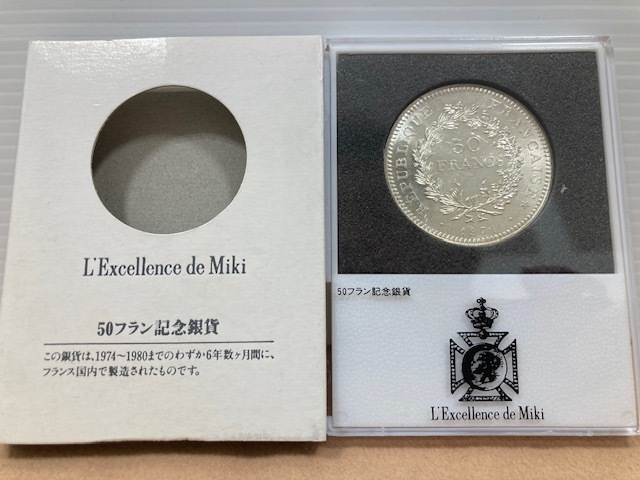 L'Excellence de Miki
50フラン記念銀貨
この銀貨は、1974〜1980までのわずか6年数ヶ月間に、
フランス国内で製造されたものです。
RÉPUBLIQUE FRANÇAISE
50
FRANCS
50フラン記念銀貨
L'Excellence de Miki